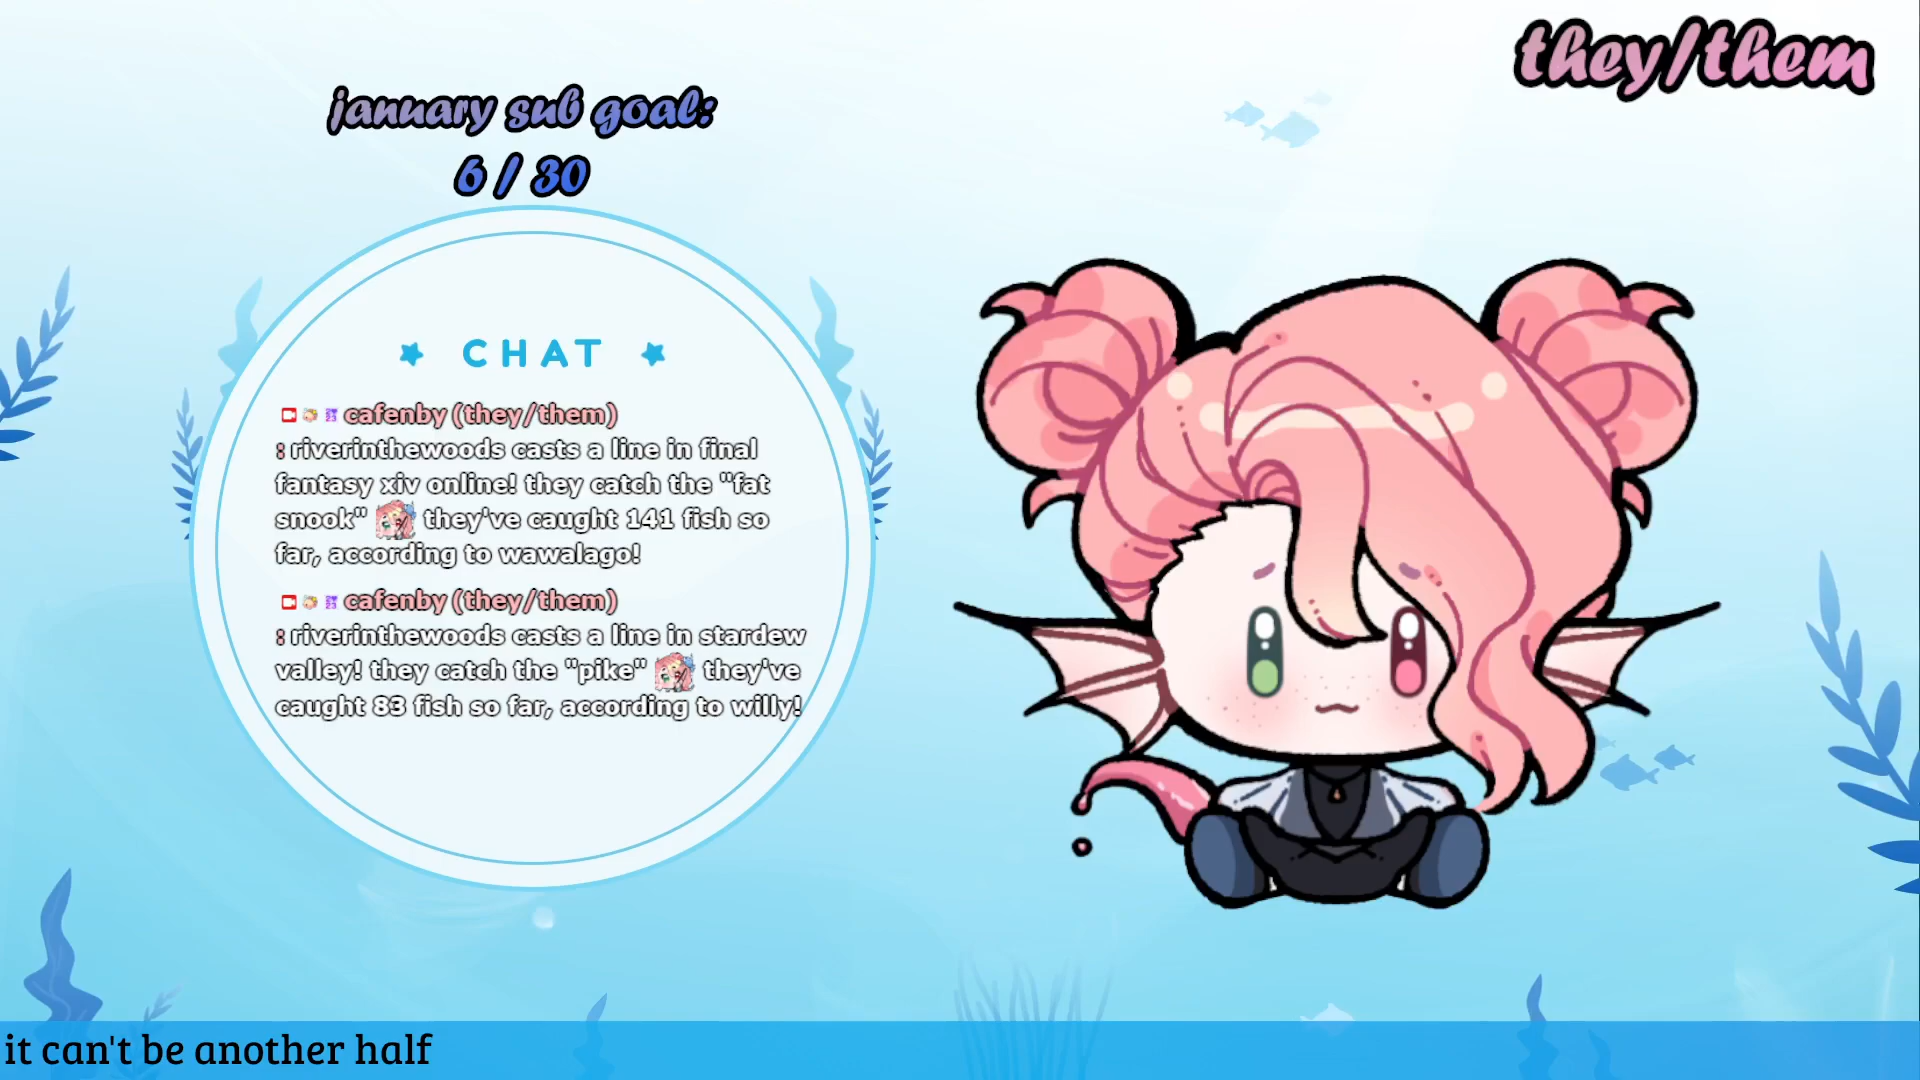 they/them
january sub goal:
6 / 30
CHAT
cafenby (they/them)
: riverinthewoods casts a line in final
fantasy xiv online! they catch the "fat
snook" they've caught 141 fish so
far, according to wawalago!
cafenby (they/them)
: riverinthewoods casts a line in stardew
valley! they catch the "pike" they've
caught 83 fish so far, according to willy!
it can't be another half